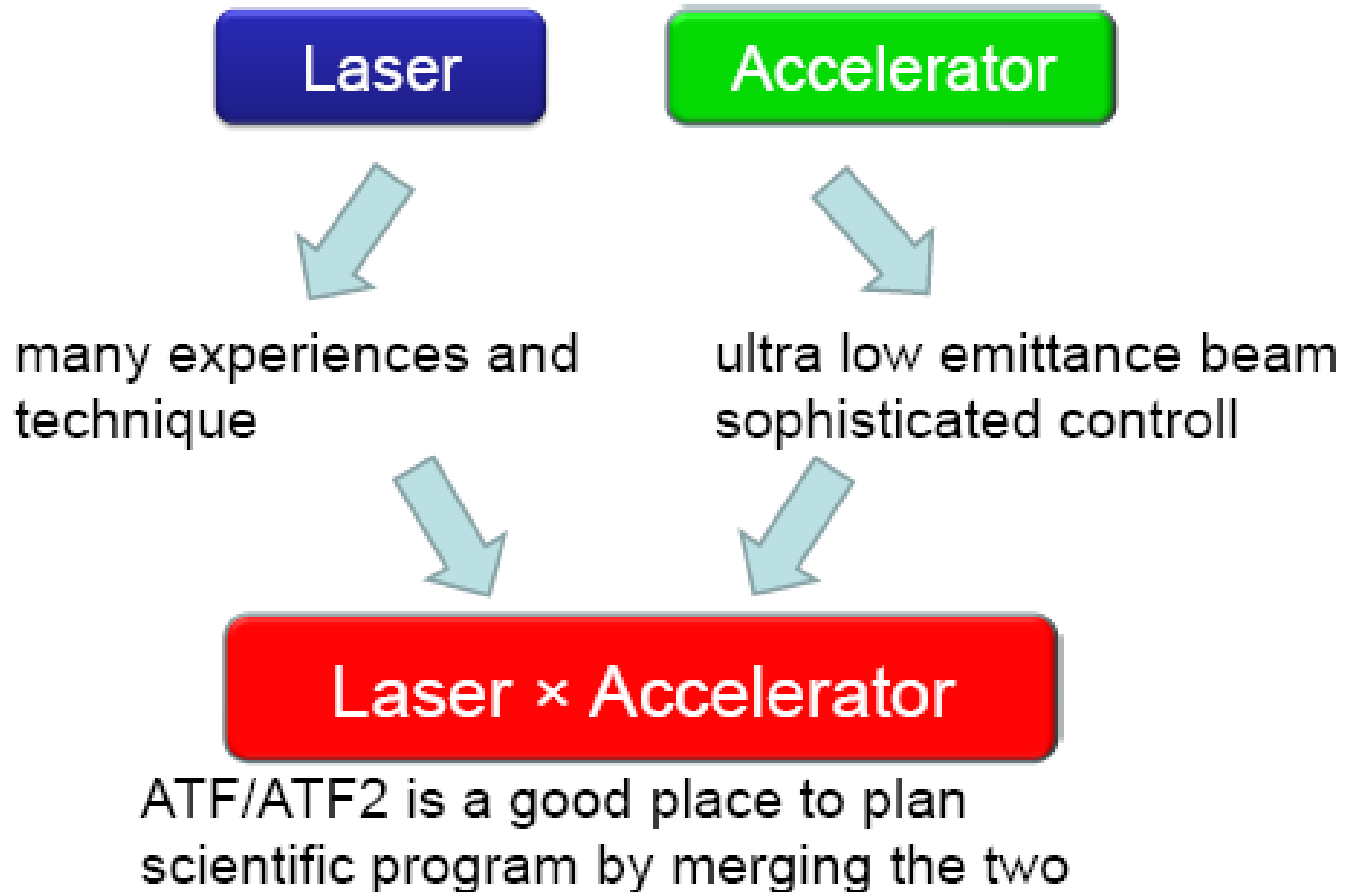 Laser
Accelerator
many experiences and
technique
ultra low emittance beam
sophisticated controll
Laser × Accelerator
ATF/ATF2 is a good place to plan
scientific program by merging the two